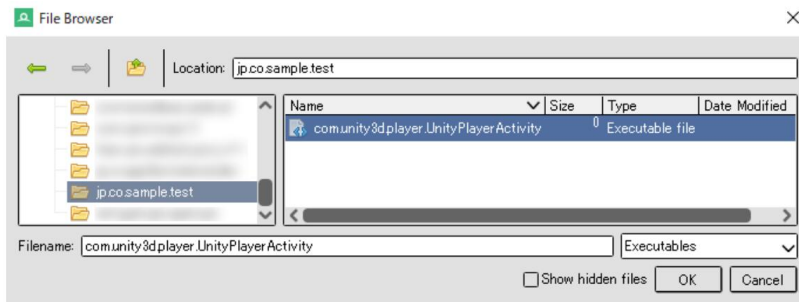 File Browser
Location: jp.co.sample.test
Name Size Type Date Modified
com.unity3d.player.UnityPlayerActivity 0 Executable file
jp.co.sample.test
Filename: com.unity3d.player.UnityPlayerActivity Executables
Show hidden files OK Cancel